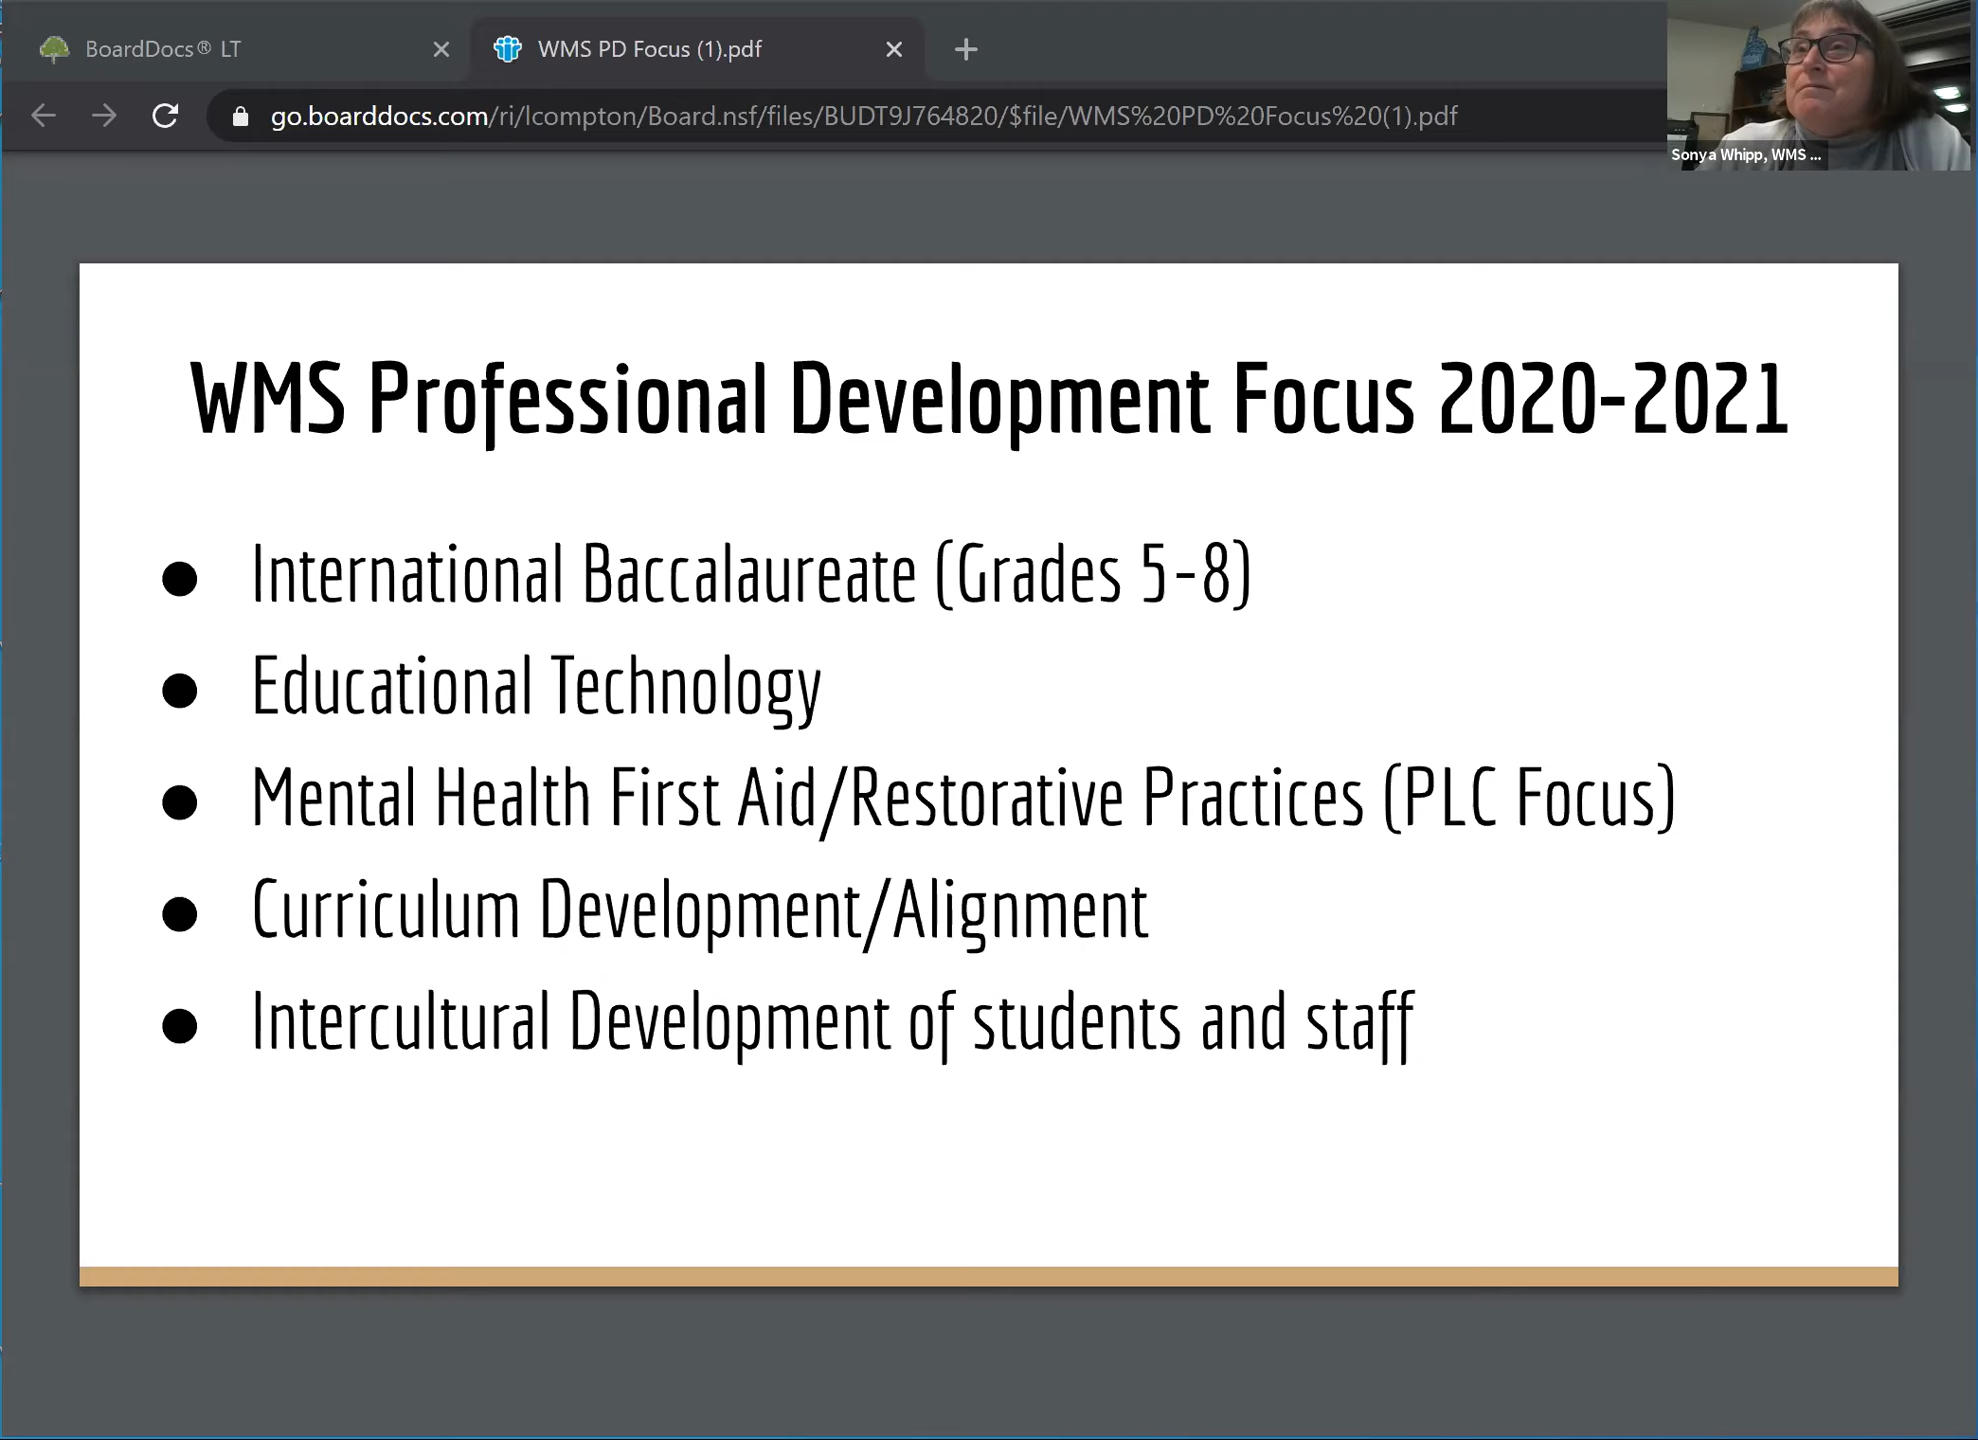 BoardDocs® LT
WMS PD Focus (1).pdf
go.boarddocs.com/ri/lcompton/Board.nsf/files/BUDT9J764820/$file/WMS%20PD%20Focus%20(1).pdf
Sonya Whipp, WMS ...
WMS Professional Development Focus 2020-2021
● International Baccalaureate (Grades 5-8)
● Educational Technology
● Mental Health First Aid/Restorative Practices (PLC Focus)
● Curriculum Development/Alignment
● Intercultural Development of students and staff